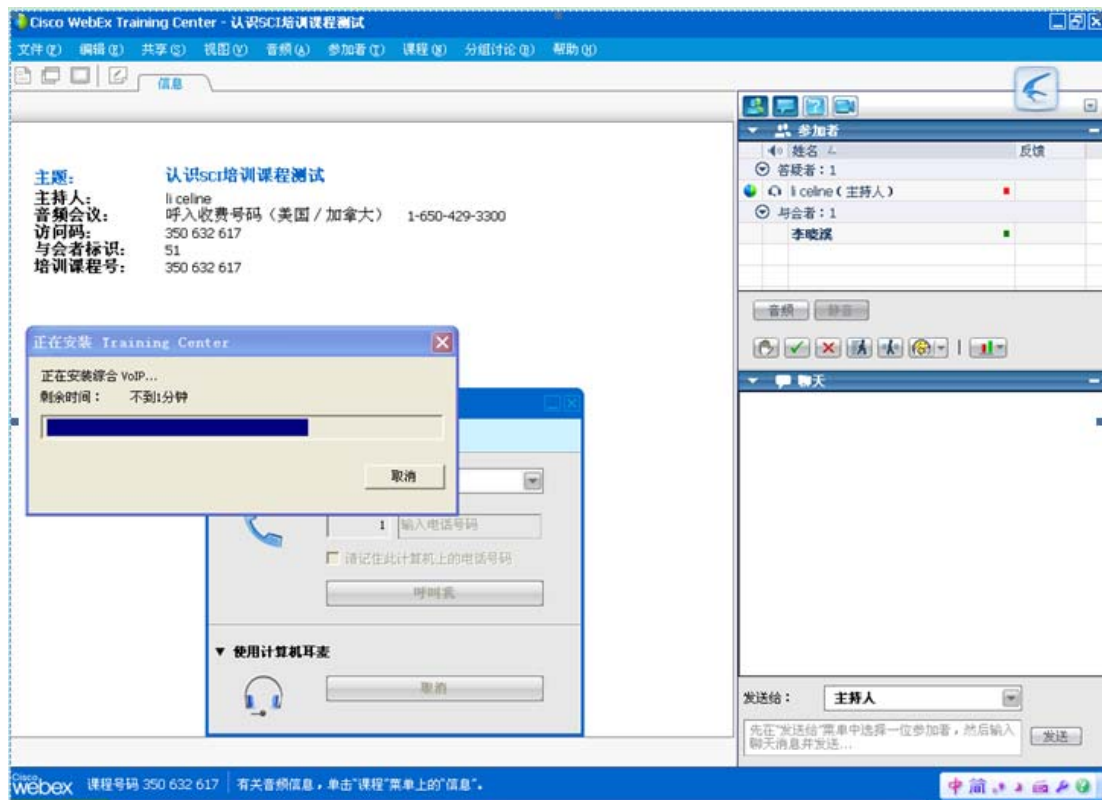 Cisco WebEx Training Center - 认识SCI培训课程测试
文件(F) 编辑(E) 共享(S) 视图(V) 音频(A) 参加者(T) 课程(N) 分组讨论(B) 帮助(H)
信息
主题: 认识SCI培训课程测试
主持人: li celine
音频会议: 呼入收费号码（美国/加拿大） 1-650-429-3300
访问码: 350 632 617
与会者标识: 51
培训课程号: 350 632 617
正在安装 Training Center
正在安装综合 VoIP...
剩余时间： 不到1分钟
取消
1 输入电话号码
请记住此计算机上的电话号码
呼叫我
▼ 使用计算机耳麦
取消
参加者
姓名 反馈
答疑者：1
li celine（主持人）
与会者：1
音频 静音
聊天
发送给： 主持人
先在"发送给"菜单中选择一位参加者，然后输入
聊天消息并发送...
发送
Cisco
webex 课程号码 350 632 617 有关音频信息，单击"课程"菜单上的"信息"。
中 简